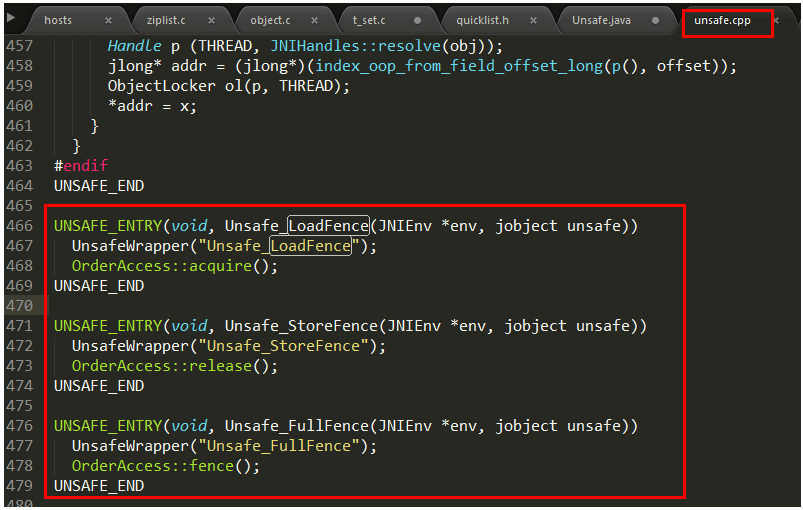 hosts × ziplist.c × object.c × t_set.c quicklist.h × Unsafe.java unsafe.cpp ×
457 Handle p (THREAD, JNIHandles::resolve(obj));
458 jlong* addr = (jlong*)(index_oop_from_field_offset_long(p(), offset));
459 ObjectLocker ol(p, THREAD);
460 *addr = x;
461 }
462 }
463 #endif
464 UNSAFE_END
465
466 UNSAFE_ENTRY(void, Unsafe_LoadFence(JNIEnv *env, jobject unsafe))
467 UnsafeWrapper("Unsafe_LoadFence");
468 OrderAccess::acquire();
469 UNSAFE_END
470
471 UNSAFE_ENTRY(void, Unsafe_StoreFence(JNIEnv *env, jobject unsafe))
472 UnsafeWrapper("Unsafe_StoreFence");
473 OrderAccess::release();
474 UNSAFE_END
475
476 UNSAFE_ENTRY(void, Unsafe_FullFence(JNIEnv *env, jobject unsafe))
477 UnsafeWrapper("Unsafe_FullFence");
478 OrderAccess::fence();
479 UNSAFE_END
480